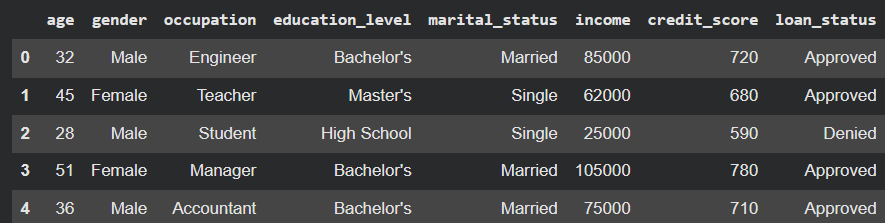 age gender occupation education_level marital_status income credit_score loan_status
0 32 Male Engineer Bachelor's Married 85000 720 Approved
1 45 Female Teacher Master's Single 62000 680 Approved
2 28 Male Student High School Single 25000 590 Denied
3 51 Female Manager Bachelor's Married 105000 780 Approved
4 36 Male Accountant Bachelor's Married 75000 710 Approved